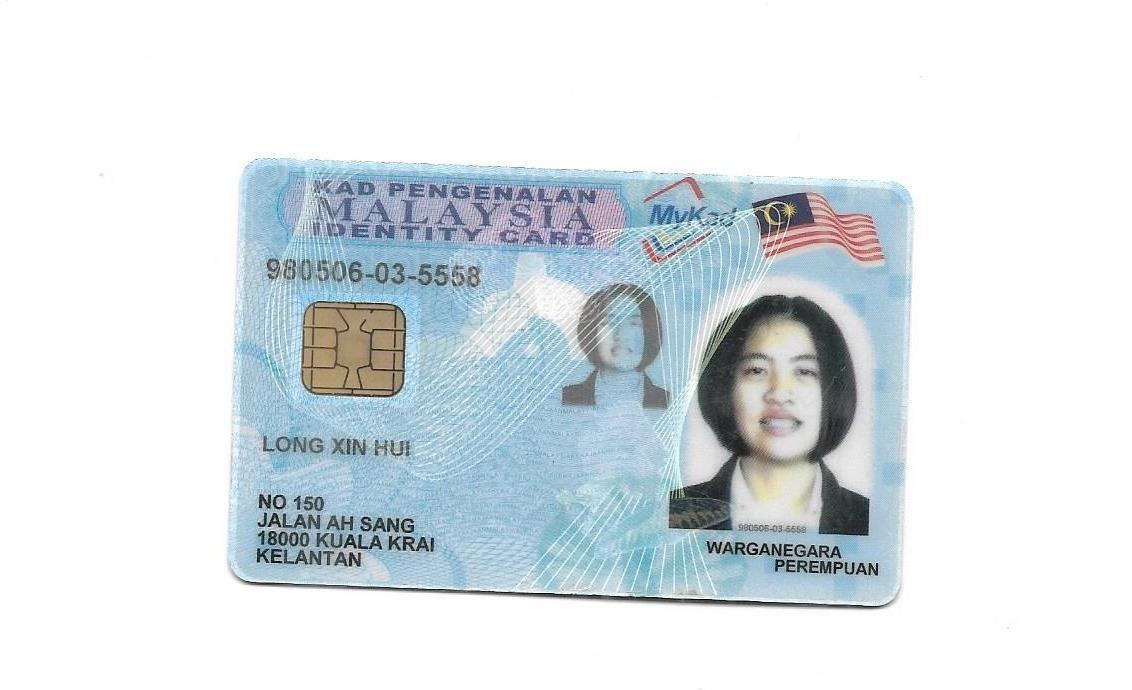 KAD PENGENALAN
MALAYSIA
IDENTITY CARD
MyKad
980506-03-5558
LONG XIN HUI
NO 150
JALAN AH SANG
18000 KUALA KRAI
KELANTAN
980506-03-5558
WARGANEGARA
PEREMPUAN